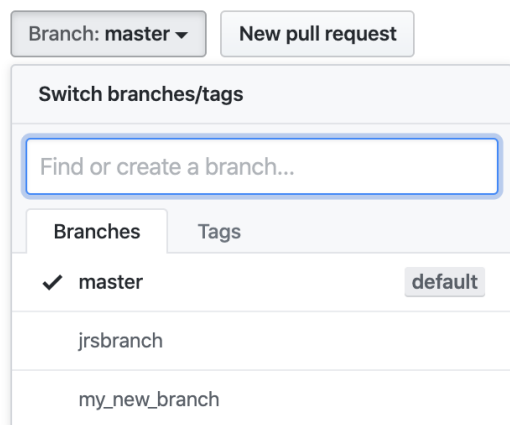 Branch: master New pull request
Switch branches/tags
Find or create a branch...
Branches Tags
master default
jrsbranch
my_new_branch